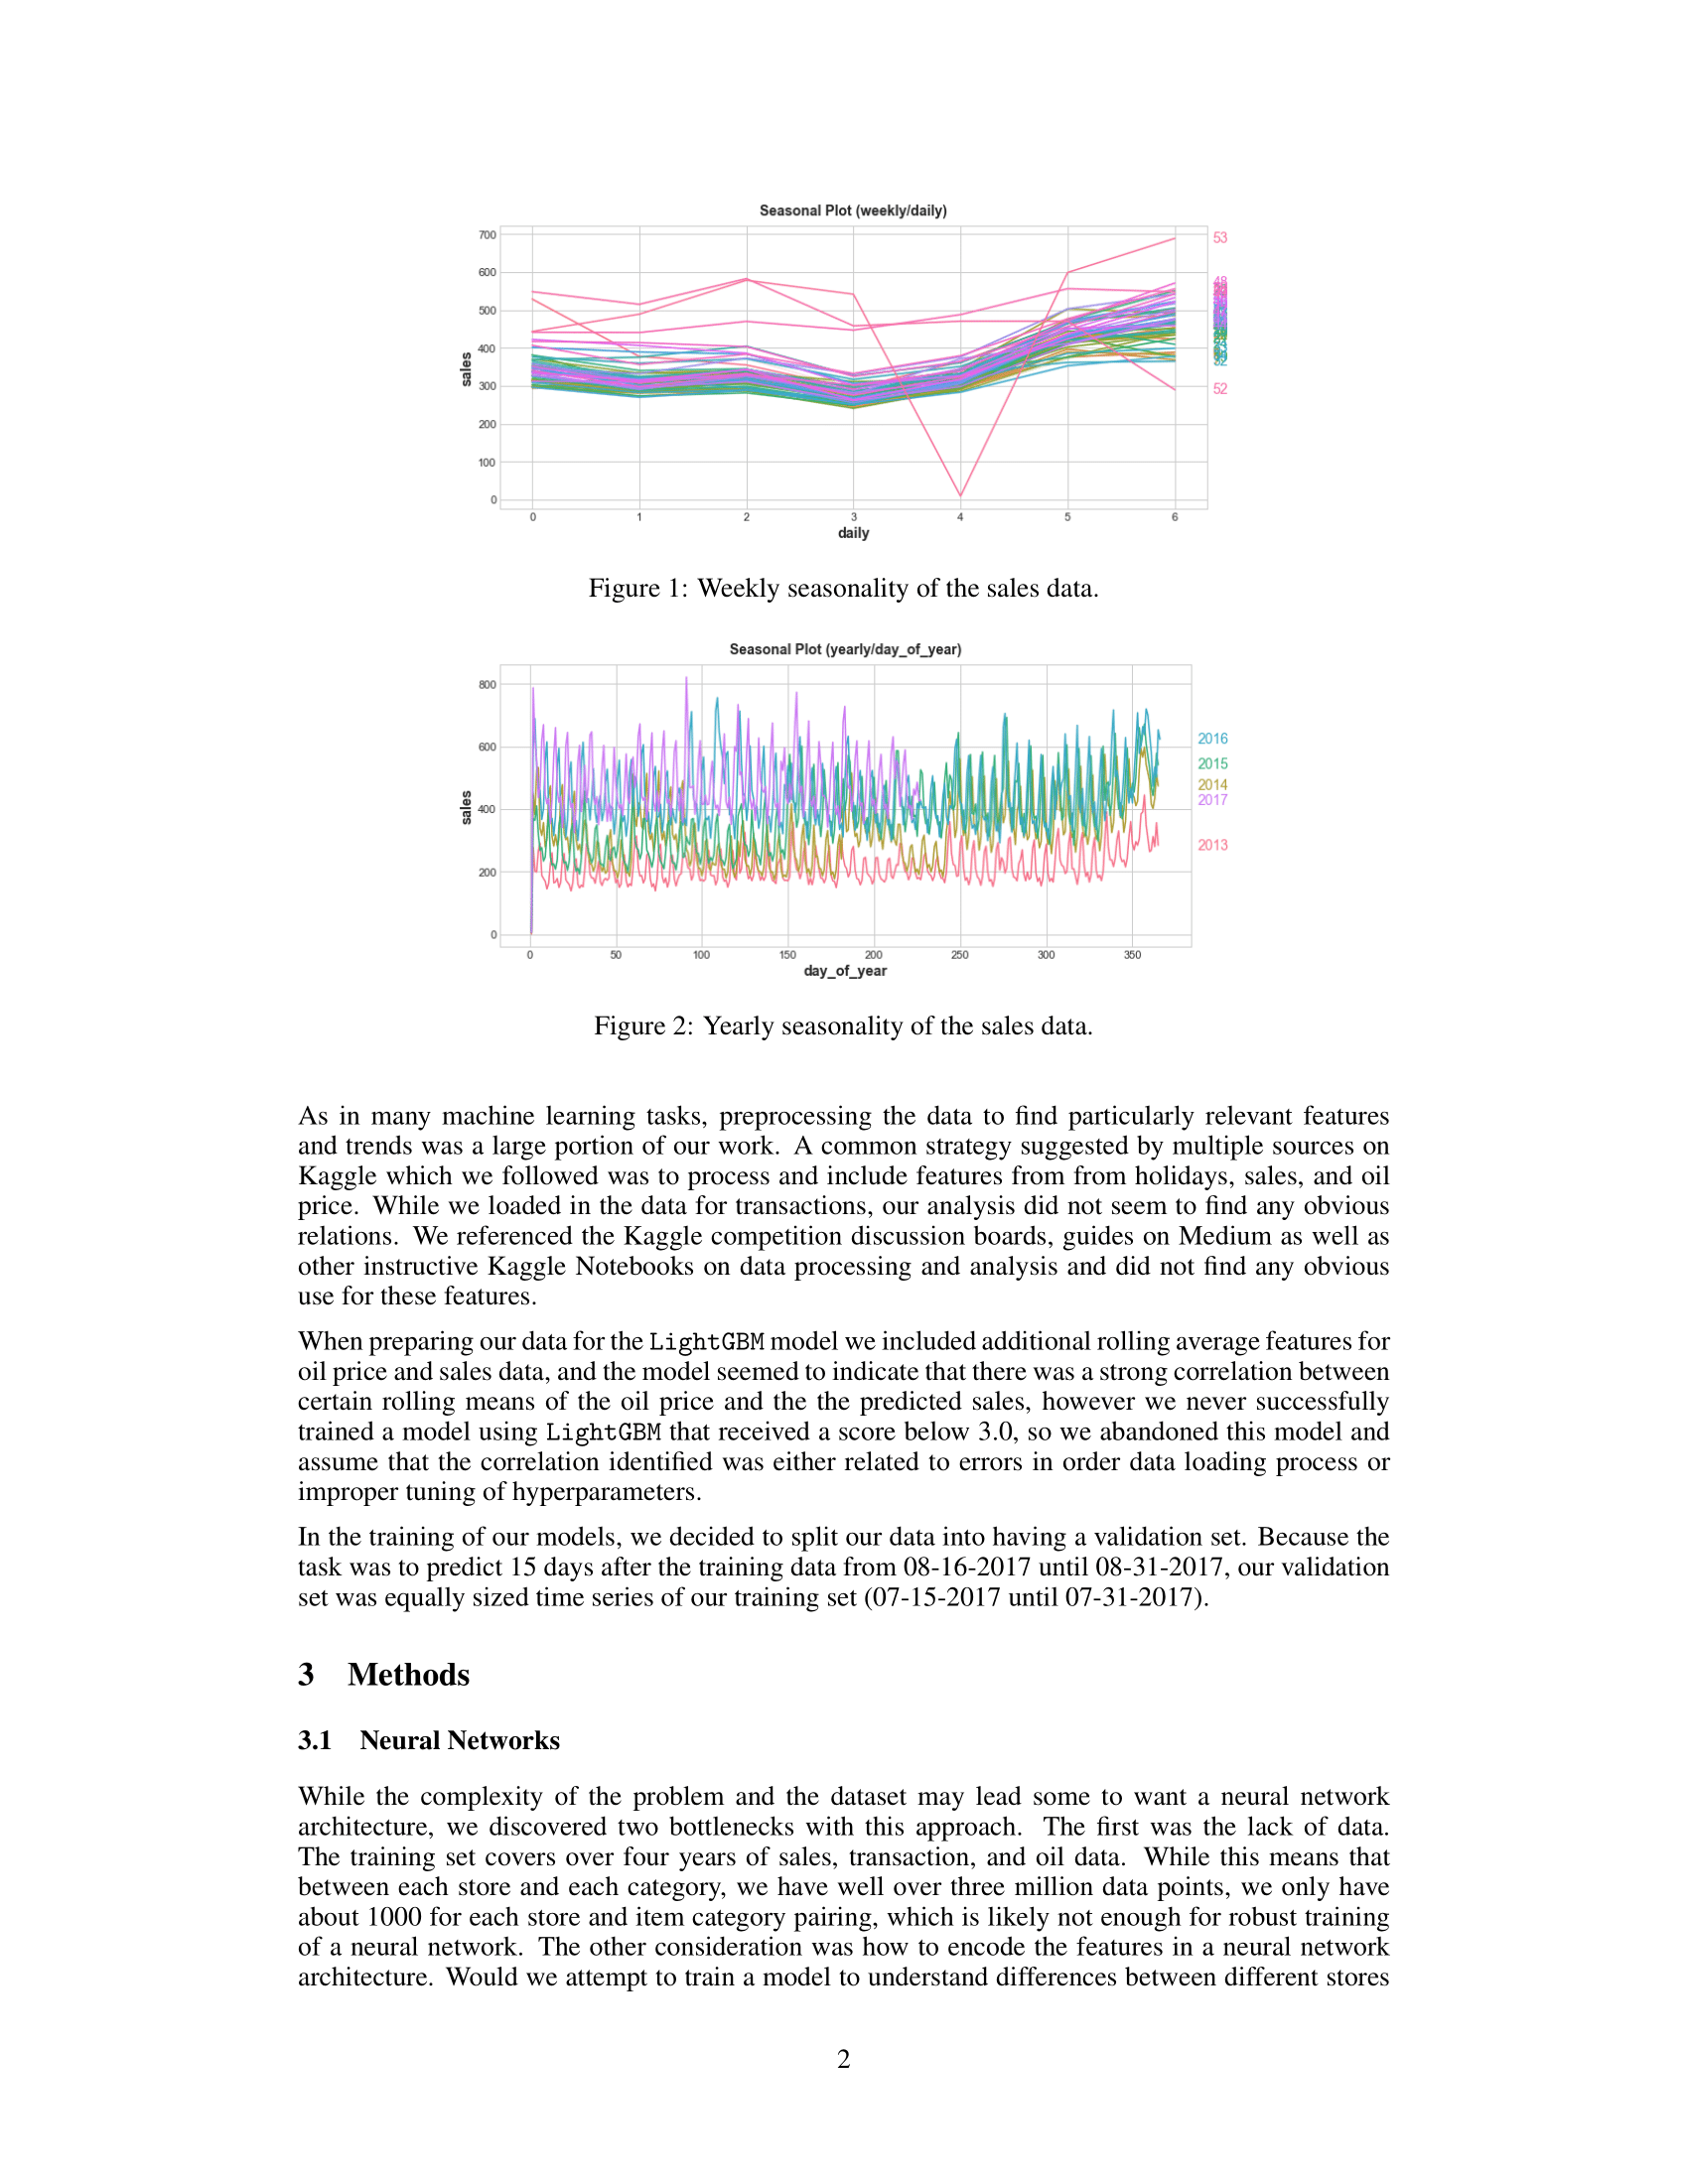 Seasonal Plot (weekly/daily)
700
600
500
400
300
200
100
0
sales
0 1 2 3 4 5 6
daily
53
48
32
52
Figure 1: Weekly seasonality of the sales data.
Seasonal Plot (yearly/day_of_year)
800
600
400
200
0
sales
0 50 100 150 200 250 300 350
day_of_year
2016
2015
2014
2017
2013
Figure 2: Yearly seasonality of the sales data.
As in many machine learning tasks, preprocessing the data to find particularly relevant features
and trends was a large portion of our work. A common strategy suggested by multiple sources on
Kaggle which we followed was to process and include features from from holidays, sales, and oil
price. While we loaded in the data for transactions, our analysis did not seem to find any obvious
relations. We referenced the Kaggle competition discussion boards, guides on Medium as well as
other instructive Kaggle Notebooks on data processing and analysis and did not find any obvious
use for these features.
When preparing our data for the LightGBM model we included additional rolling average features for
oil price and sales data, and the model seemed to indicate that there was a strong correlation between
certain rolling means of the oil price and the the predicted sales, however we never successfully
trained a model using LightGBM that received a score below 3.0, so we abandoned this model and
assume that the correlation identified was either related to errors in order data loading process or
improper tuning of hyperparameters.
In the training of our models, we decided to split our data into having a validation set. Because the
task was to predict 15 days after the training data from 08-16-2017 until 08-31-2017, our validation
set was equally sized time series of our training set (07-15-2017 until 07-31-2017).
3 Methods
3.1 Neural Networks
While the complexity of the problem and the dataset may lead some to want a neural network
architecture, we discovered two bottlenecks with this approach. The first was the lack of data.
The training set covers over four years of sales, transaction, and oil data. While this means that
between each store and each category, we have well over three million data points, we only have
about 1000 for each store and item category pairing, which is likely not enough for robust training
of a neural network. The other consideration was how to encode the features in a neural network
architecture. Would we attempt to train a model to understand differences between different stores
2